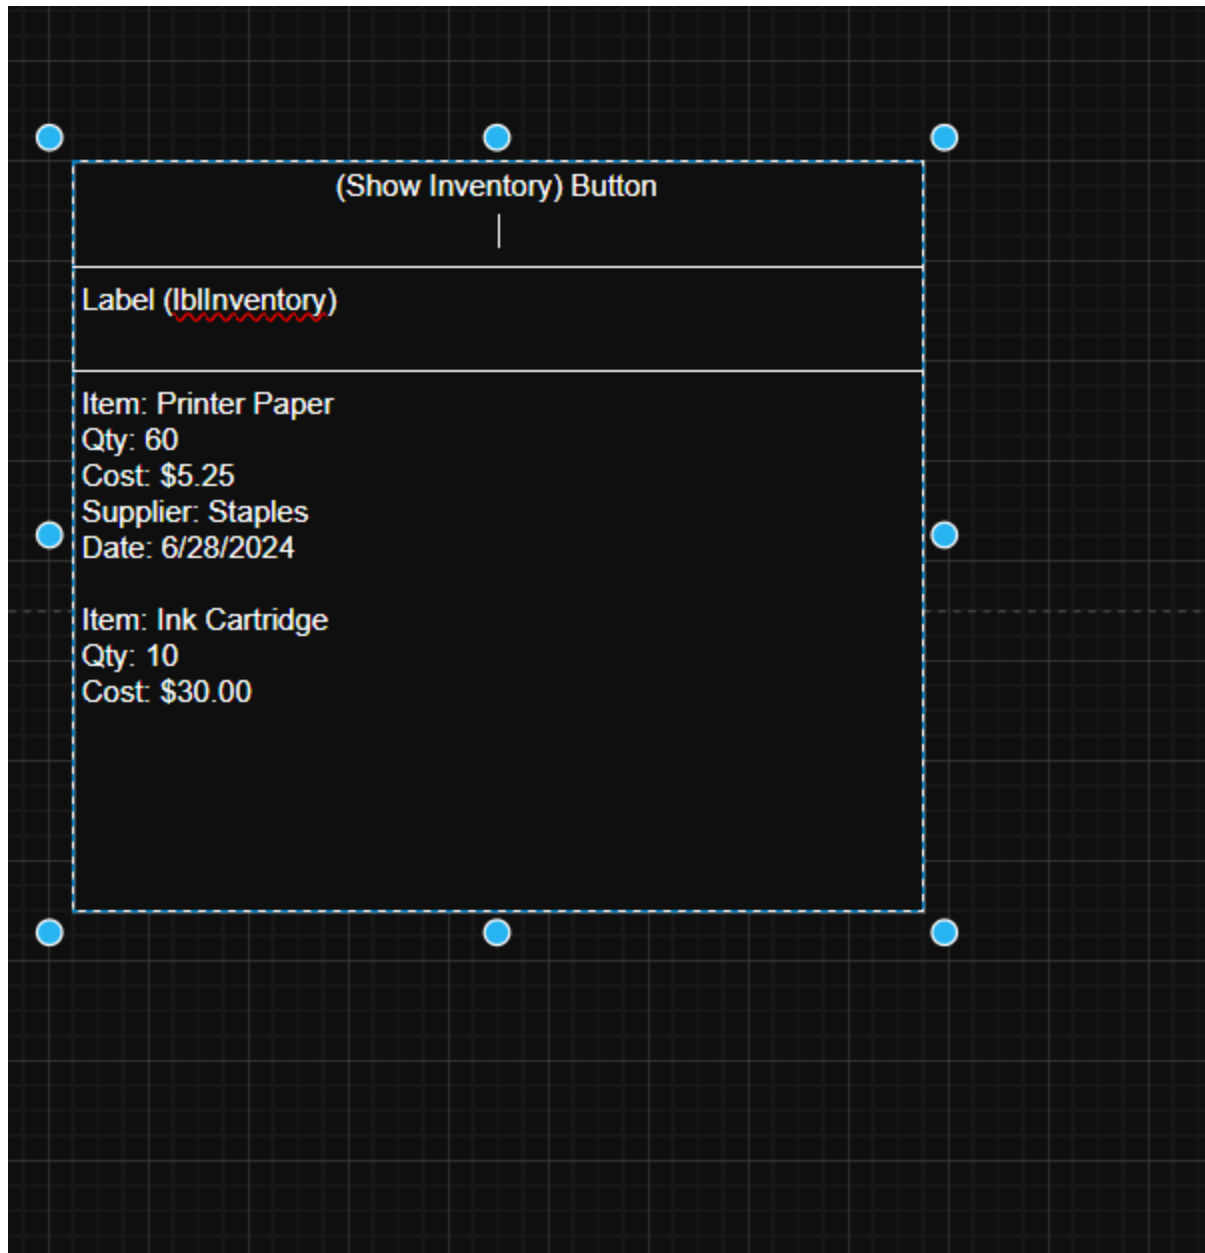 (Show Inventory) Button
Label (lblInventory)
Item: Printer Paper
Qty: 60
Cost: $5.25
Supplier: Staples
Date: 6/28/2024
Item: Ink Cartridge
Qty: 10
Cost: $30.00